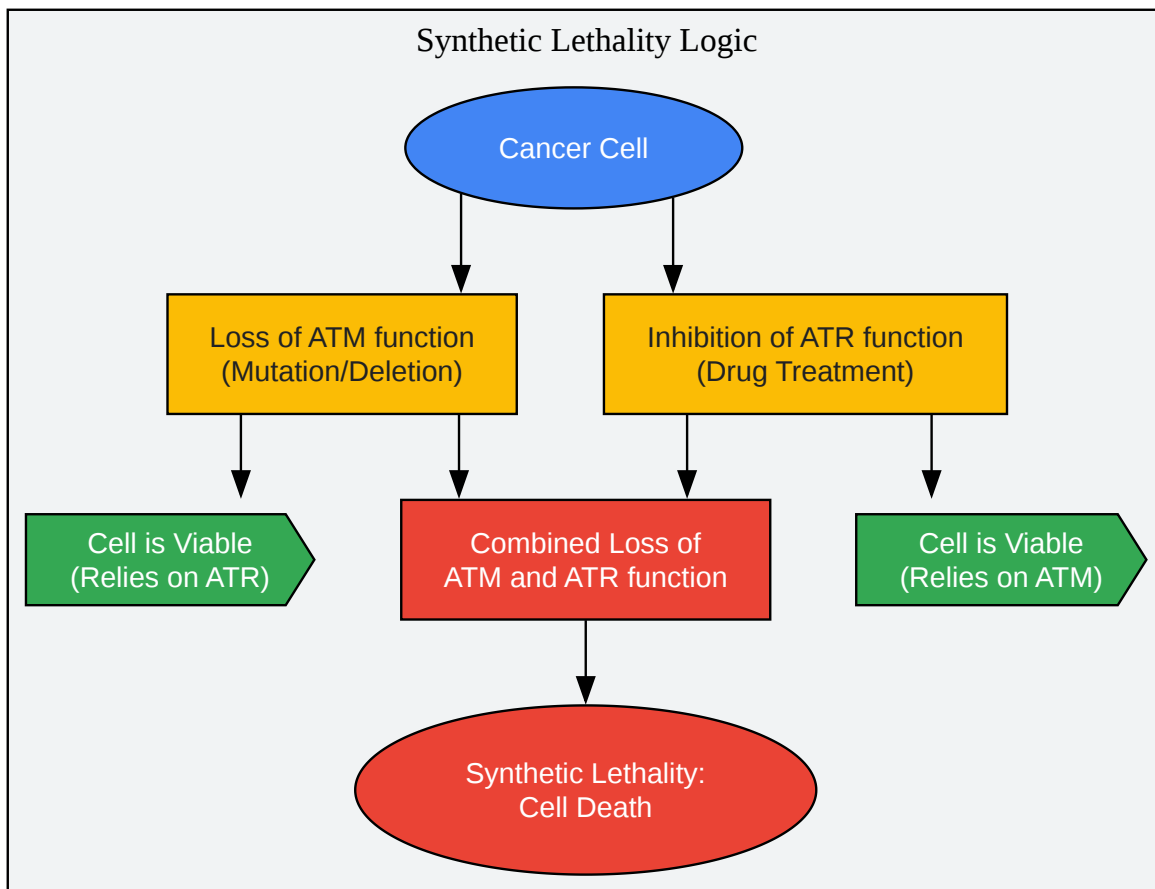 Synthetic Lethality Logic
Cancer Cell
Loss of ATM function
(Mutation/Deletion)
Inhibition of ATR function
(Drug Treatment)
Cell is Viable
(Relies on ATR)
Combined Loss of
ATM and ATR function
Cell is Viable
(Relies on ATM)
Synthetic Lethality:
Cell Death